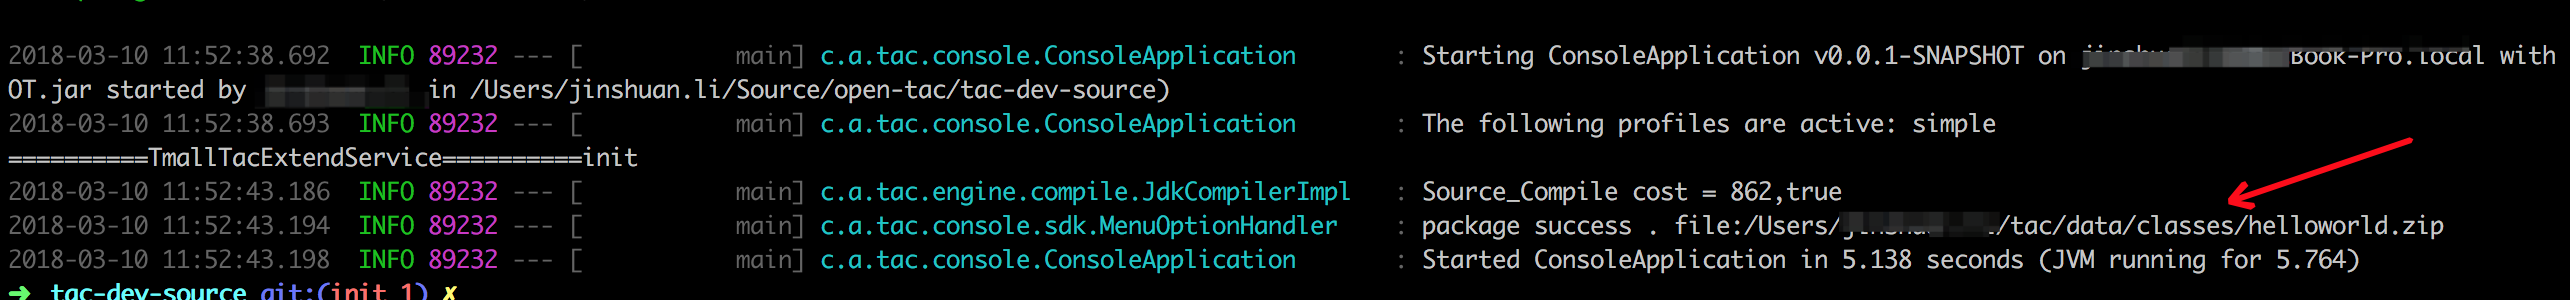 2018-03-10 11:52:38.692  INFO 89232 --- [           main] c.a.tac.console.ConsoleApplication       : Starting ConsoleApplication v0.0.1-SNAPSHOT on Book-Pro.local with
OT.jar started by in /Users/jinshuan.li/Source/open-tac/tac-dev-source)
2018-03-10 11:52:38.693  INFO 89232 --- [           main] c.a.tac.console.ConsoleApplication       : The following profiles are active: simple
==========TmallTacExtendService==========init
2018-03-10 11:52:43.186  INFO 89232 --- [           main] c.a.tac.engine.compile.JdkCompilerImpl   : Source_Compile cost = 862,true
2018-03-10 11:52:43.194  INFO 89232 --- [           main] c.a.tac.console.sdk.MenuOptionHandler    : package success . file:/Users/ /tac/data/classes/helloworld.zip
2018-03-10 11:52:43.198  INFO 89232 --- [           main] c.a.tac.console.ConsoleApplication       : Started ConsoleApplication in 5.138 seconds (JVM running for 5.764)
➜  tac-dev-source git:(init_1) ✗